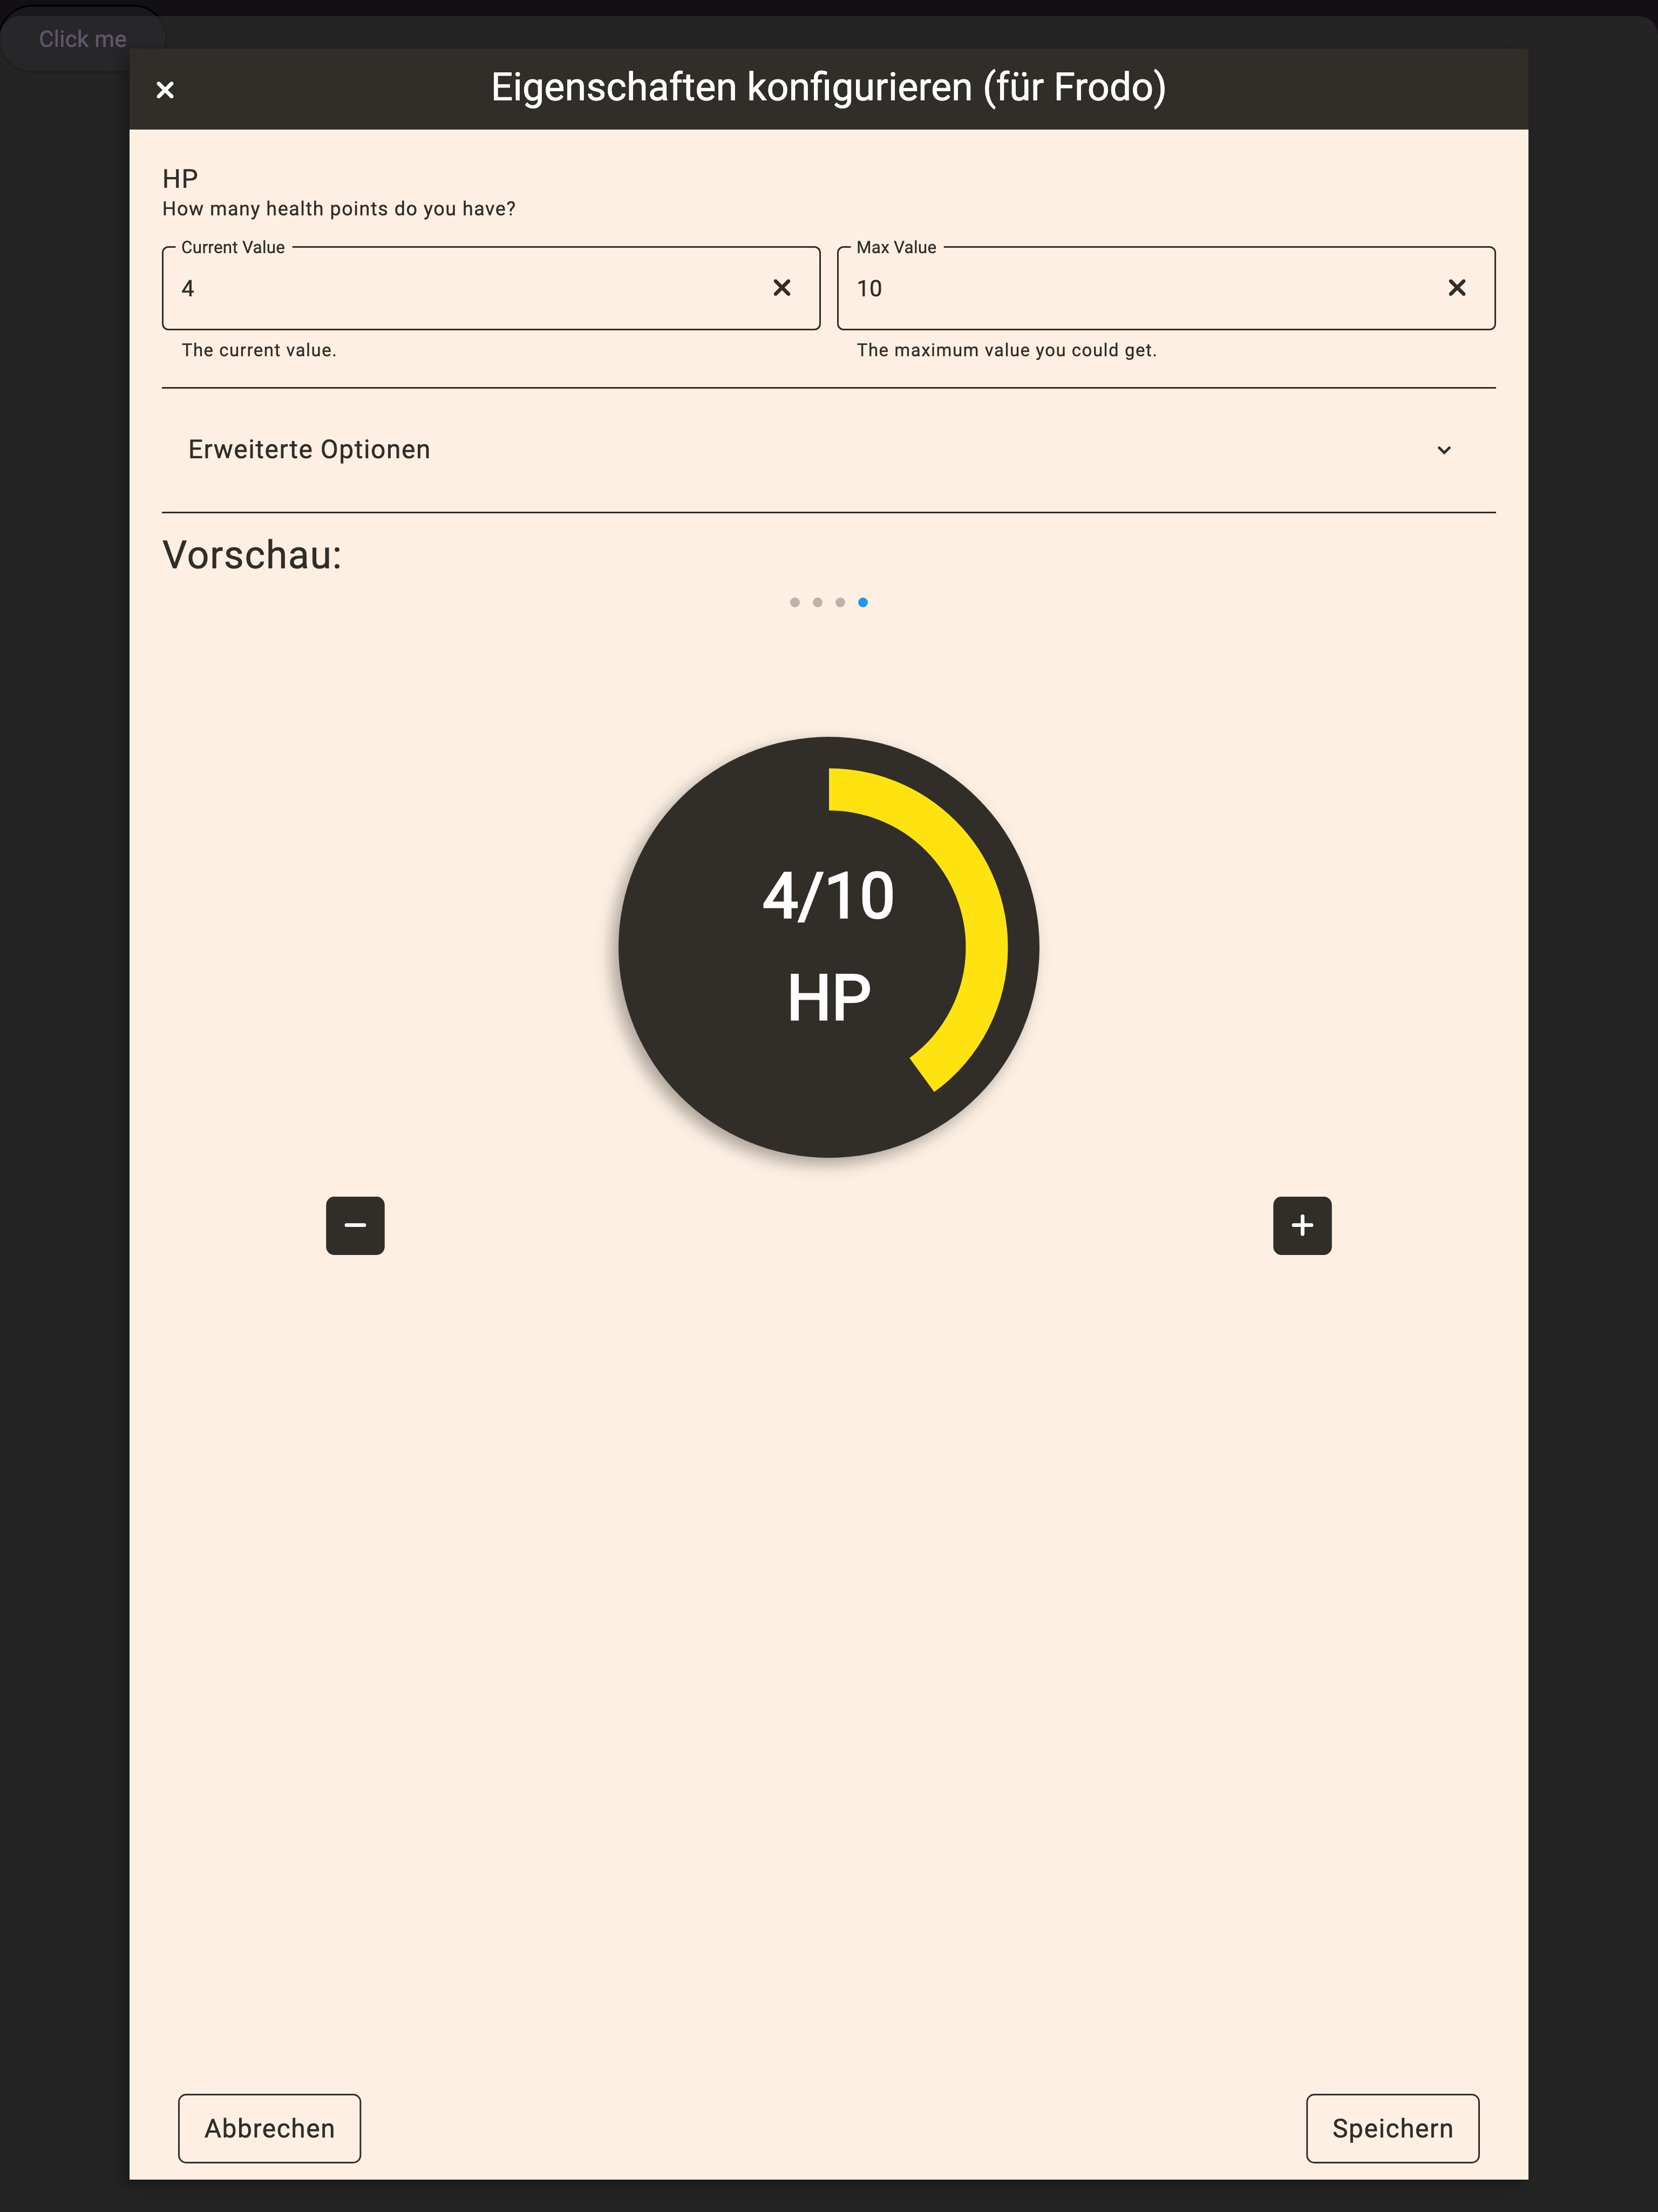 Click me
Eigenschaften konfigurieren (für Frodo)
HP
How many health points do you have?
Current Value
Max Value
4
10
The current value.
The maximum value you could get.
Erweiterte Optionen
Vorschau:
4/10
HP
Abbrechen
Speichern